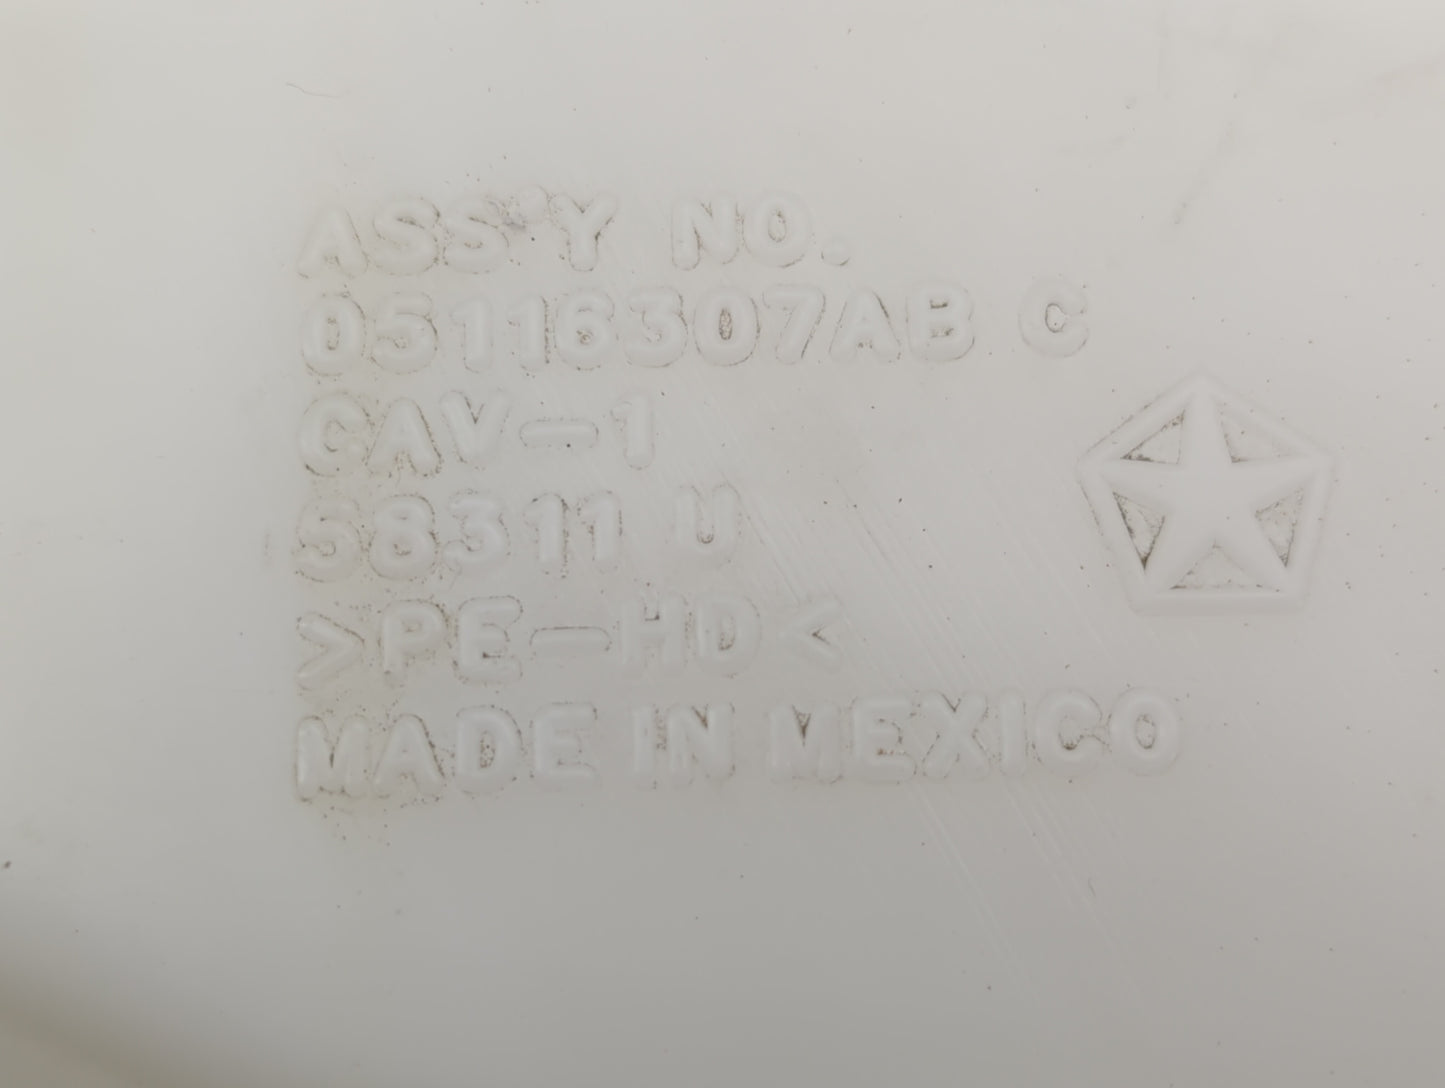 ASS'Y NO.
05116307AB C
CAV-1
58311 U
>PE-HD<
MADE IN MEXICO